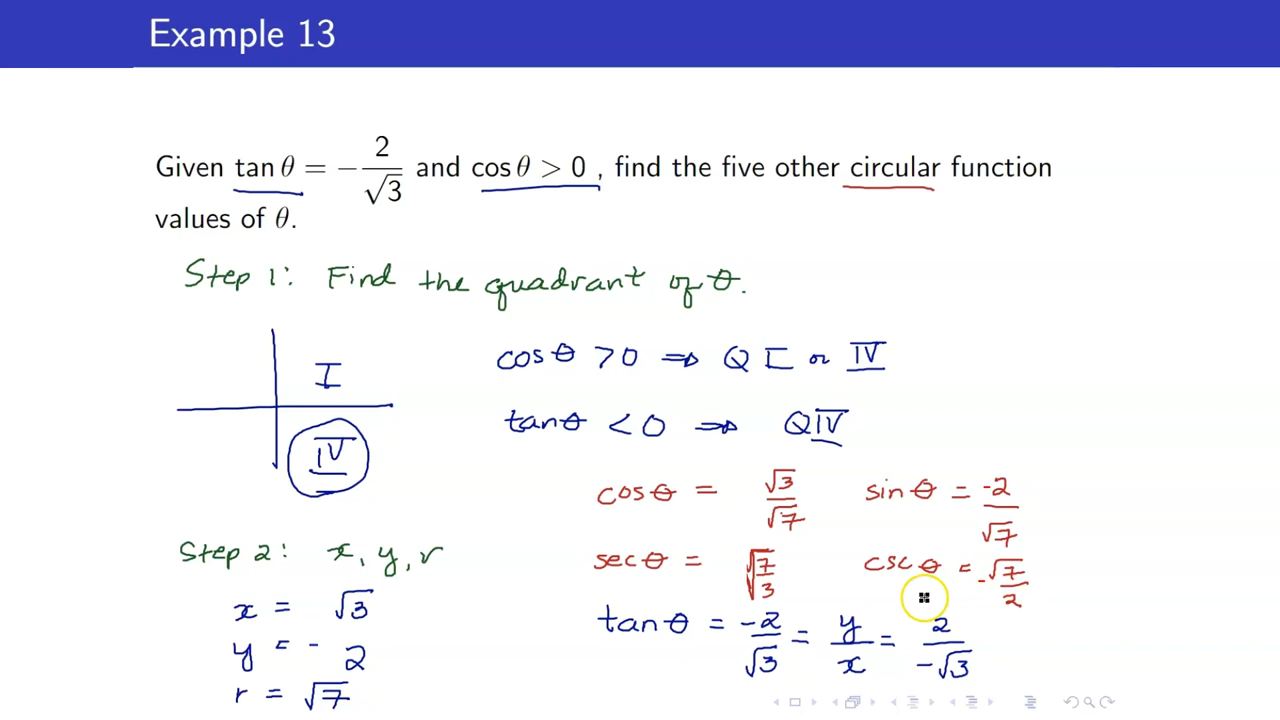 Example 13
Given tan θ = − 2/√3 and cos θ > 0 , find the five other circular function
values of θ.
Step 1: Find the quadrant of θ.
I
IV
cos θ > 0 ⇒ Q I or IV
tan θ < 0 ⇒ QIV
cos θ = √3/√7 sin θ = -2/√7
sec θ = √(7/3) csc θ = -√7/2
tan θ = -2/√3 = y/x = 2/-√3
Step 2: x, y, r
x = √3
y = - 2
r = √7